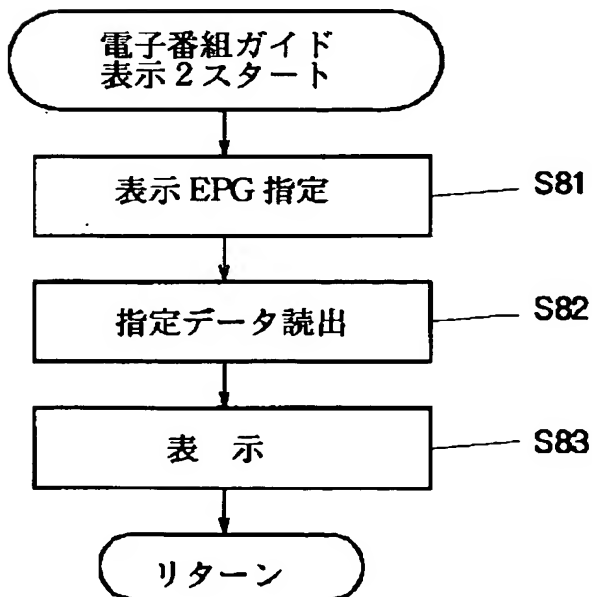 電子番組ガイド
表示2スタート
表示EPG指定
S81
指定データ読出
S82
表 示
S83
リターン